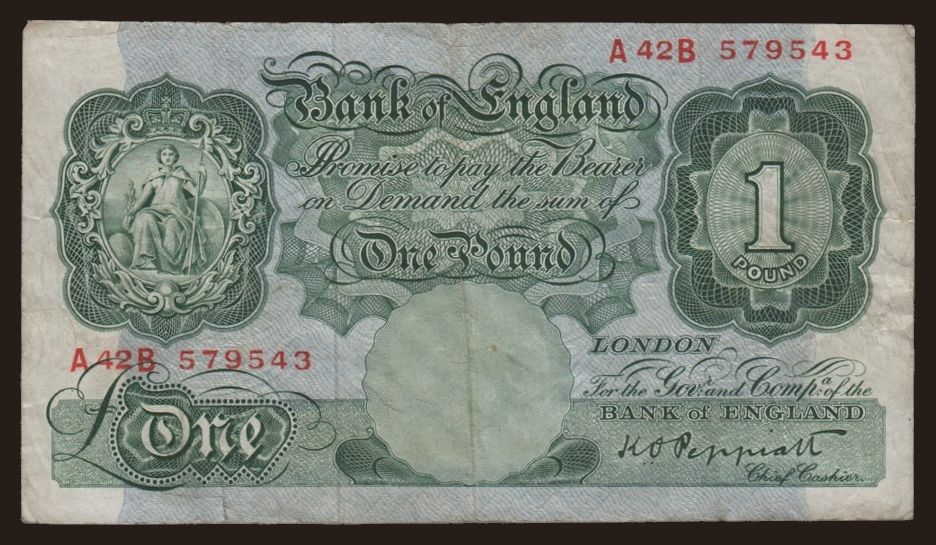 A 42B 579543
Bank of England
Promise to pay the Bearer
on Demand the sum of
One Pound
1
POUND
A 42B 579543
£One
LONDON
For the Govr. and Compa. of the
BANK of ENGLAND
K O Peppiatt
Chief Cashier.